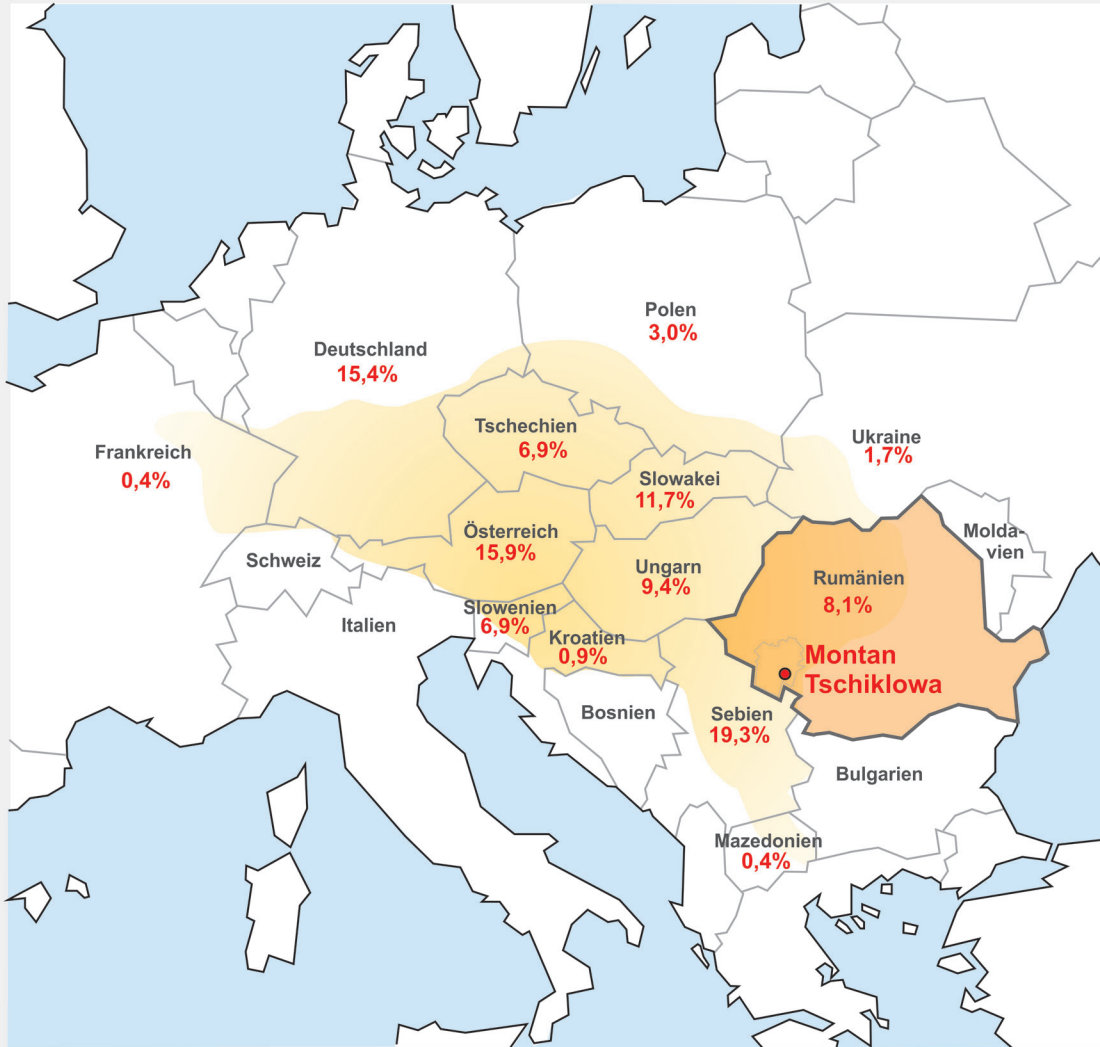 Polen
3,0%
Deutschland
15,4%
Tschechien
6,9%
Ukraine
1,7%
Frankreich
0,4%
Slowakei
11,7%
Österreich
15,9%
Molda-
vien
Schweiz
Ungarn
9,4%
Rumänien
8,1%
Slowenien
6,9%
Italien
Kroatien
0,9%
Montan
Tschiklowa
Bosnien
Sebien
19,3%
Bulgarien
Mazedonien
0,4%